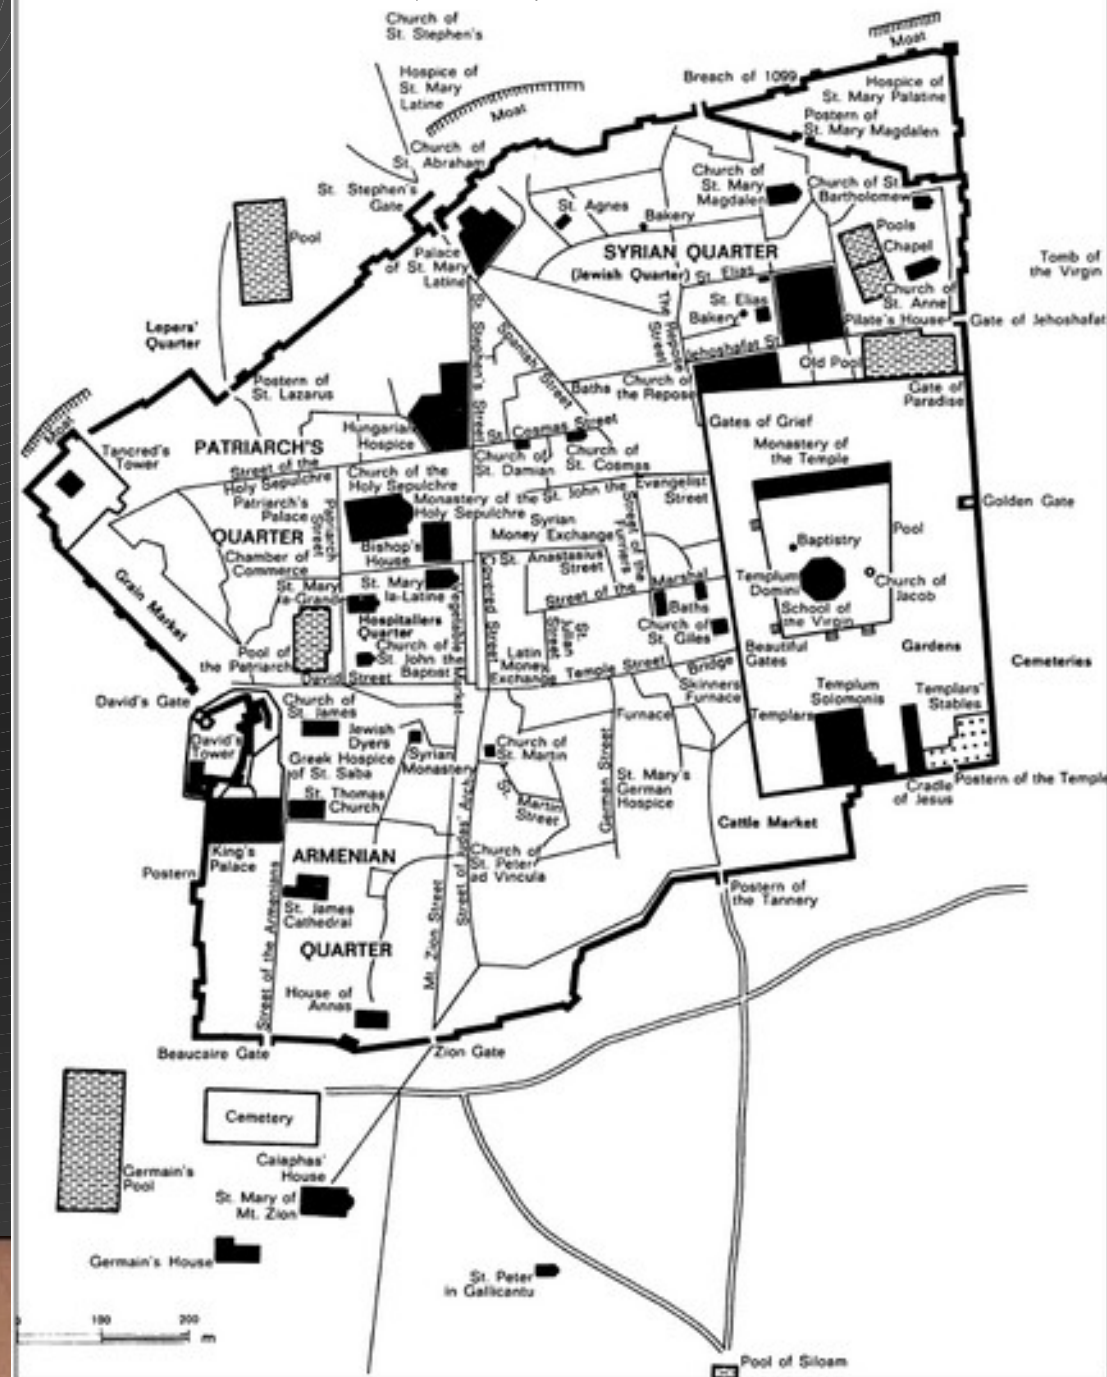 Church of
St. Stephen's
Hospice of
St. Mary
Latine
Moat
Church of
St. Abraham
St. Stephen's
Gate
Breach of 1099
Moat
Hospice of
St. Mary Palatine
Postern of
St. Mary Magdalen
Church of
St. Mary
Magdalen
Church of St.
Bartholomew
St. Agnes
Bakery
Pool
Palace
of St. Mary
Latine
SYRIAN QUARTER
(Jewish Quarter)
St. Elias
Pools
Chapel
Tomb of
the Virgin
St. Elias
Bakery
Church of
St. Anne
Pilate's House
Gate of Jehoshafat
Lepers'
Quarter
St. Stephen's Street
Spanish Street
The Repose
Street
Jehoshafat St
Old Pool
Postern of
St. Lazarus
Baths
Church of
the Repose
Gate of
Paradise
Moat
Tancred's
Tower
PATRIARCH'S
Hungarian
Hospice
St. Cosmas Street
Gates of Grief
Monastery of
the Temple
Street of the
Holy Sepulchre
Church of the
Holy Sepulchre
Church of
St. Damian
Church of
St. Cosmas
Patriarch's
Palace
Patriarch
Street
Monastery of the
Holy Sepulchre
St. John the
Evangelist
Street
Golden Gate
QUARTER
Bishop's
House
Syrian
Money Exchange
Street of the
Furriers
Pool
Chamber of
Commerce
St. Anastasius
Street
Baptistry
Grain Market
St. Mary
la-Grande
St. Mary
la-Latine
Covered Street
Vegetable Market
Street of the
Marshal
Templum
Domini
Church of
Jacob
Hospitallers
Quarter
Baths
School of
the Virgin
Church of
St. John the
Baptist
St.
Julian
Street
Church of
St. Giles
Pool of
the Patriarch
Latin
Money
Exchange
Beautiful
Gates
Gardens
Cemeteries
David Street
Temple Street
Bridge
David's Gate
Church of
St. James
Skinners
Furnace
Templum
Solomonis
Templars'
Stables
Furnace
Templars
David's
Tower
Jewish
Dyers
Syrian
Monastery
Church of
St. Martin
Greek Hospice
of St. Saba
German Street
St. Mary's
German
Hospice
Postern of the Temple
Cradle
of Jesus
St. Thomas
Church
St.
Martin
Street
Cattle Market
King's
Palace
ARMENIAN
Street of Judas' Arch
Church of
St. Peter
ad Vincula
Postern
Postern of
the Tannery
St. James
Cathedral
Street of the Armenians
QUARTER
Mt. Zion Street
House of
Annas
Beaucaire Gate
Zion Gate
Cemetery
Germain's
Pool
Caiaphas'
House
St. Mary of
Mt. Zion
Germain's House
St. Peter
in Gallicantu
100 200
m
Pool of Siloam